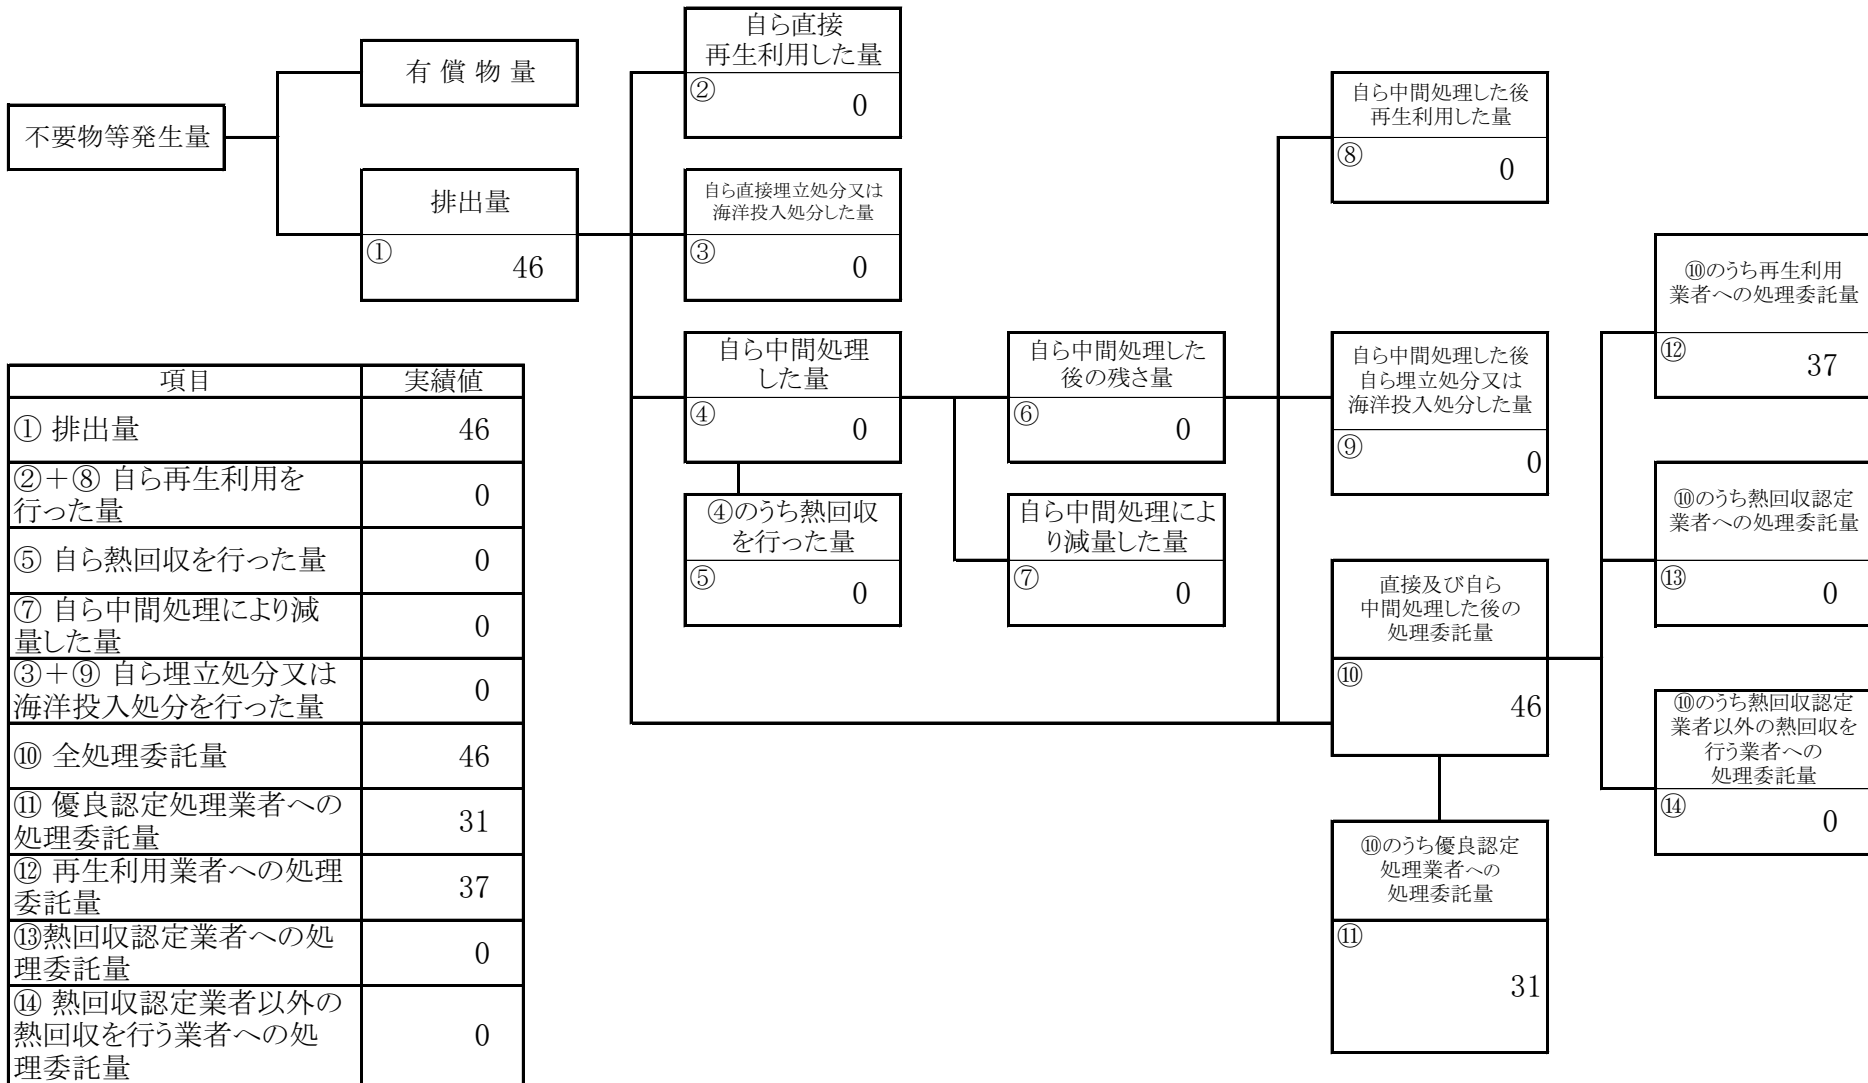 不要物等発生量
有 償 物 量
排出量
①
46
自ら直接
再生利用した量
②
0
自ら直接埋立処分又は
海洋投入処分した量
③
0
自ら中間処理
した量
④
0
④のうち熱回収
を行った量
⑤
0
自ら中間処理した
後の残さ量
⑥
0
自ら中間処理によ
り減量した量
⑦
0
自ら中間処理した後
再生利用した量
⑧
0
自ら中間処理した後
自ら埋立処分又は
海洋投入処分した量
⑨
0
直接及び自ら
中間処理した後の
処理委託量
⑩
46
⑩のうち優良認定
処理業者への
処理委託量
⑪
31
⑩のうち再生利用
業者への処理委託量
⑫
37
⑩のうち熱回収認定
業者への処理委託量
⑬
0
⑩のうち熱回収認定
業者以外の熱回収を
行う業者への
処理委託量
⑭
0
項目 実績値
① 排出量 46
②＋⑧ 自ら再生利用を
行った量 0
⑤ 自ら熱回収を行った量 0
⑦ 自ら中間処理により減
量した量 0
③＋⑨ 自ら埋立処分又は
海洋投入処分を行った量 0
⑩ 全処理委託量 46
⑪ 優良認定処理業者への
処理委託量 31
⑫ 再生利用業者への処理
委託量 37
⑬熱回収認定業者への処
理委託量 0
⑭ 熱回収認定業者以外の
熱回収を行う業者への処
理委託量 0